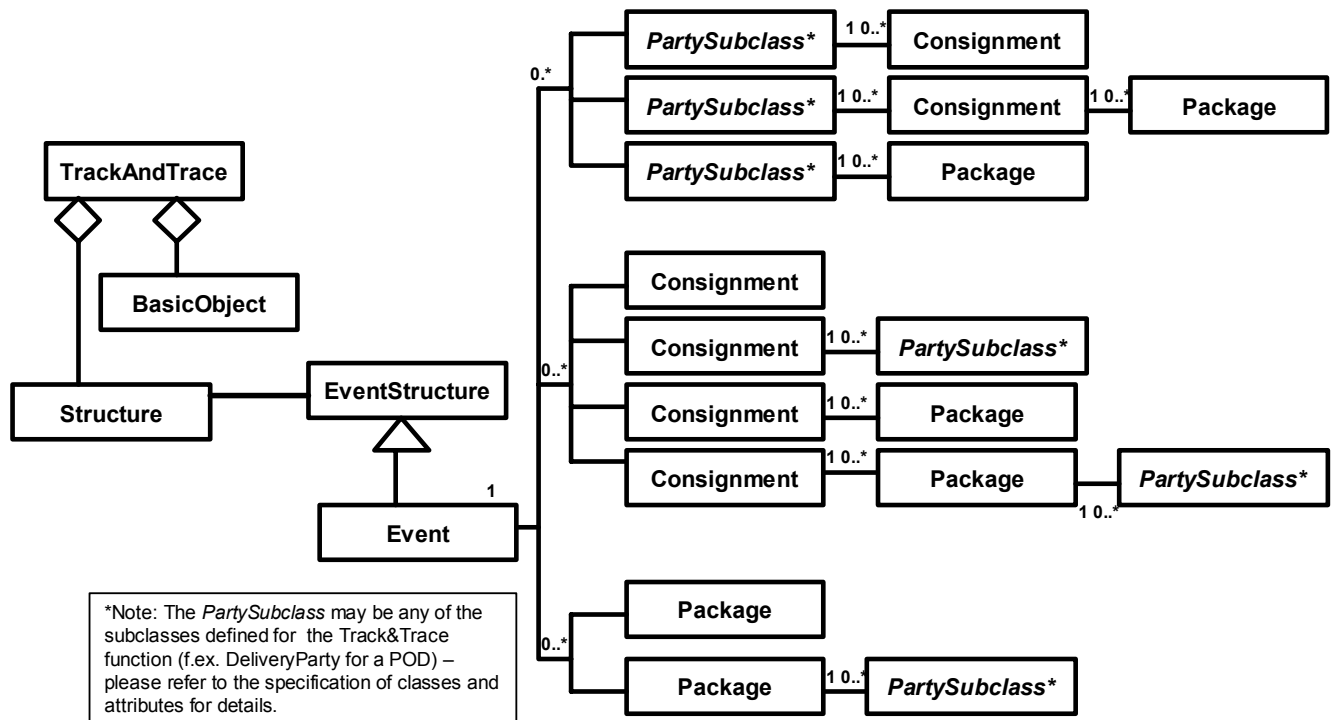 PartySubclass* 1 0..* Consignment
0.*
PartySubclass* 1 0..* Consignment 1 0..* Package
PartySubclass* 1 0..* Package
TrackAndTrace
BasicObject
Structure
EventStructure
1
Event
Consignment
0..*
Consignment 1 0..* PartySubclass*
Consignment 1 0..* Package
Consignment 1 0..* Package 1 0..* PartySubclass*
Package
0..*
Package 1 0..* PartySubclass*
*Note: The PartySubclass may be any of the
subclasses defined for the Track&Trace
function (f.ex. DeliveryParty for a POD) –
please refer to the specification of classes and
attributes for details.